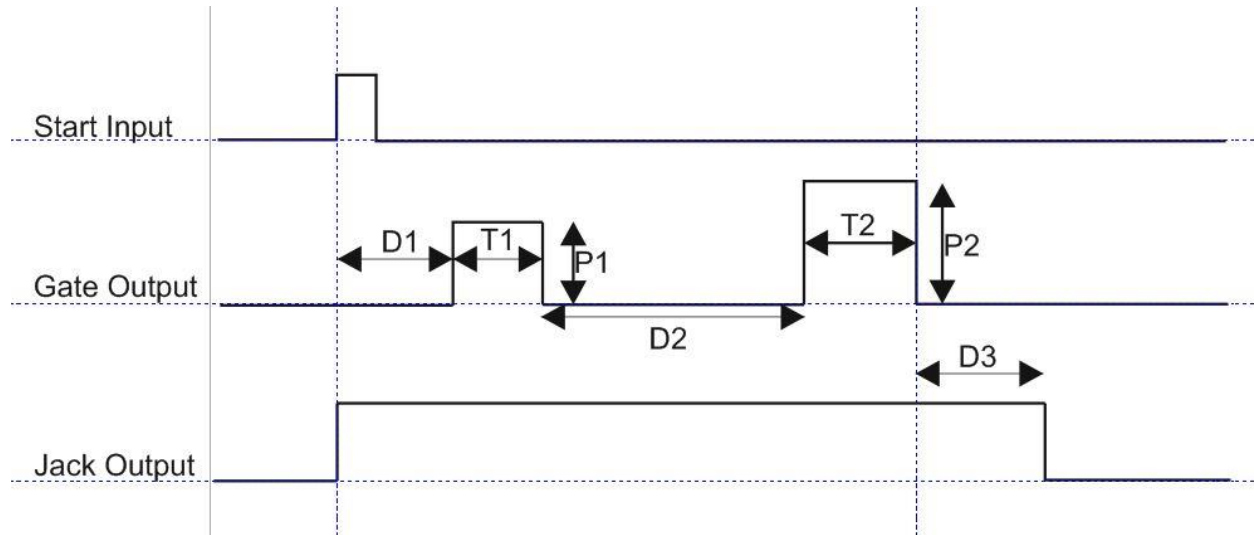 Start Input
D1
T1
P1
T2
P2
Gate Output
D2
D3
Jack Output